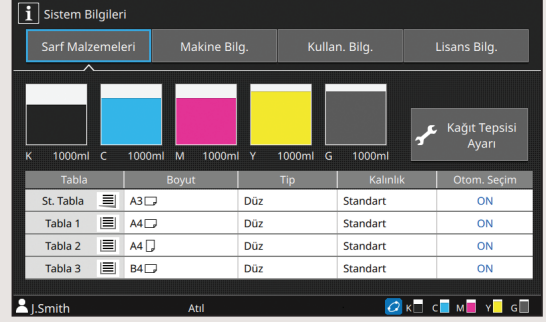 Sistem Bilgileri
Sarf Malzemeleri Makine Bilg. Kullan. Bilg. Lisans Bilg.
K 1000ml C 1000ml M 1000ml Y 1000ml G 1000ml
Kağıt Tepsisi
Ayarı
Tabla Boyut Tip Kalınlık Otom. Seçim
St. Tabla A3 Düz Standart ON
Tabla 1 A4 Düz Standart ON
Tabla 2 A4 Düz Standart ON
Tabla 3 B4 Düz Standart ON
J.Smith Atıl K C M Y G